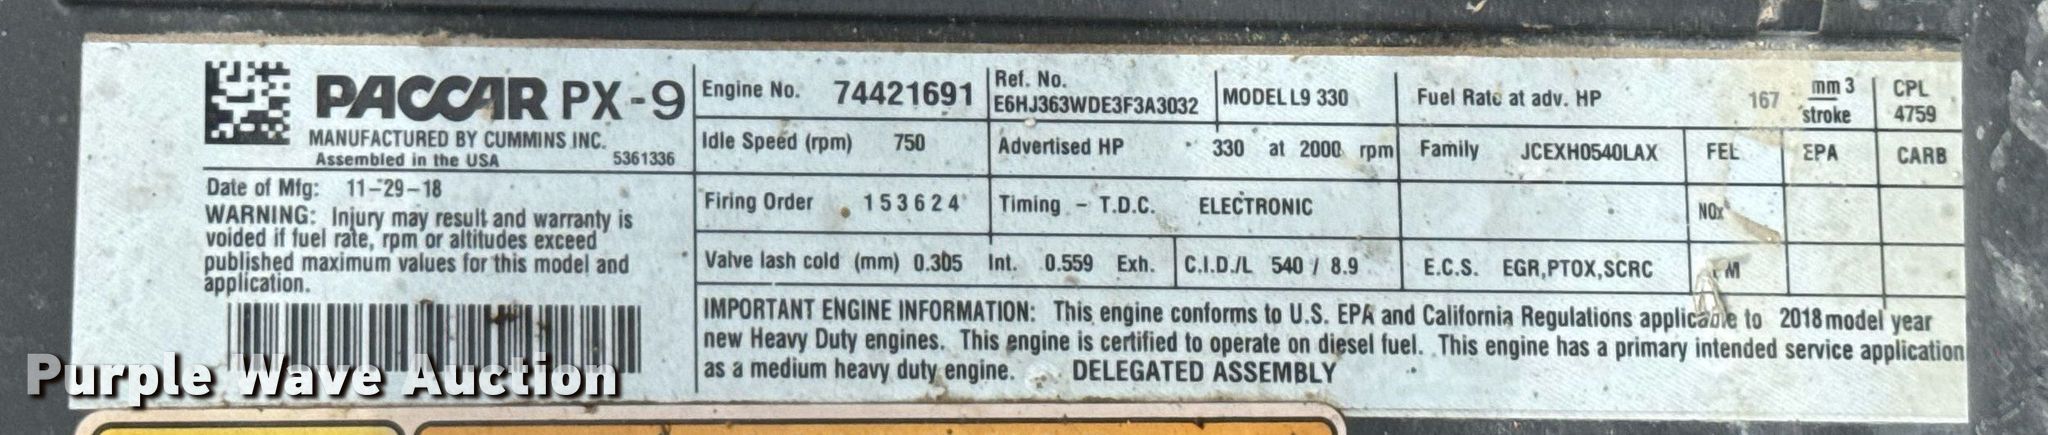 PACCAR PX-9
MANUFACTURED BY CUMMINS INC.
Assembled in the USA 5361336
Date of Mfg: 11-29-18
WARNING: Injury may result and warranty is
voided if fuel rate, rpm or altitudes exceed
published maximum values for this model and
application.
Engine No. 74421691
Ref. No.
E6HJ363WDE3F3A3032
MODEL L9 330
Fuel Rate at adv. HP 167 mm3
stroke
CPL
4759
Idle Speed (rpm) 750
Advertised HP 330 at 2000 rpm
Family JCEXH0540LAX
FEL EPA CARB
Firing Order 153624
Timing - T.D.C. ELECTRONIC
NOx
Valve lash cold (mm) 0.305 Int. 0.559 Exh.
C.I.D./L 540 / 8.9
E.C.S. EGR,PTOX,SCRC
IMPORTANT ENGINE INFORMATION: This engine conforms to U.S. EPA and California Regulations applicable to 2018 model year
new Heavy Duty engines. This engine is certified to operate on diesel fuel. This engine has a primary intended service application
as a medium heavy duty engine. DELEGATED ASSEMBLY
Purple Wave Auction